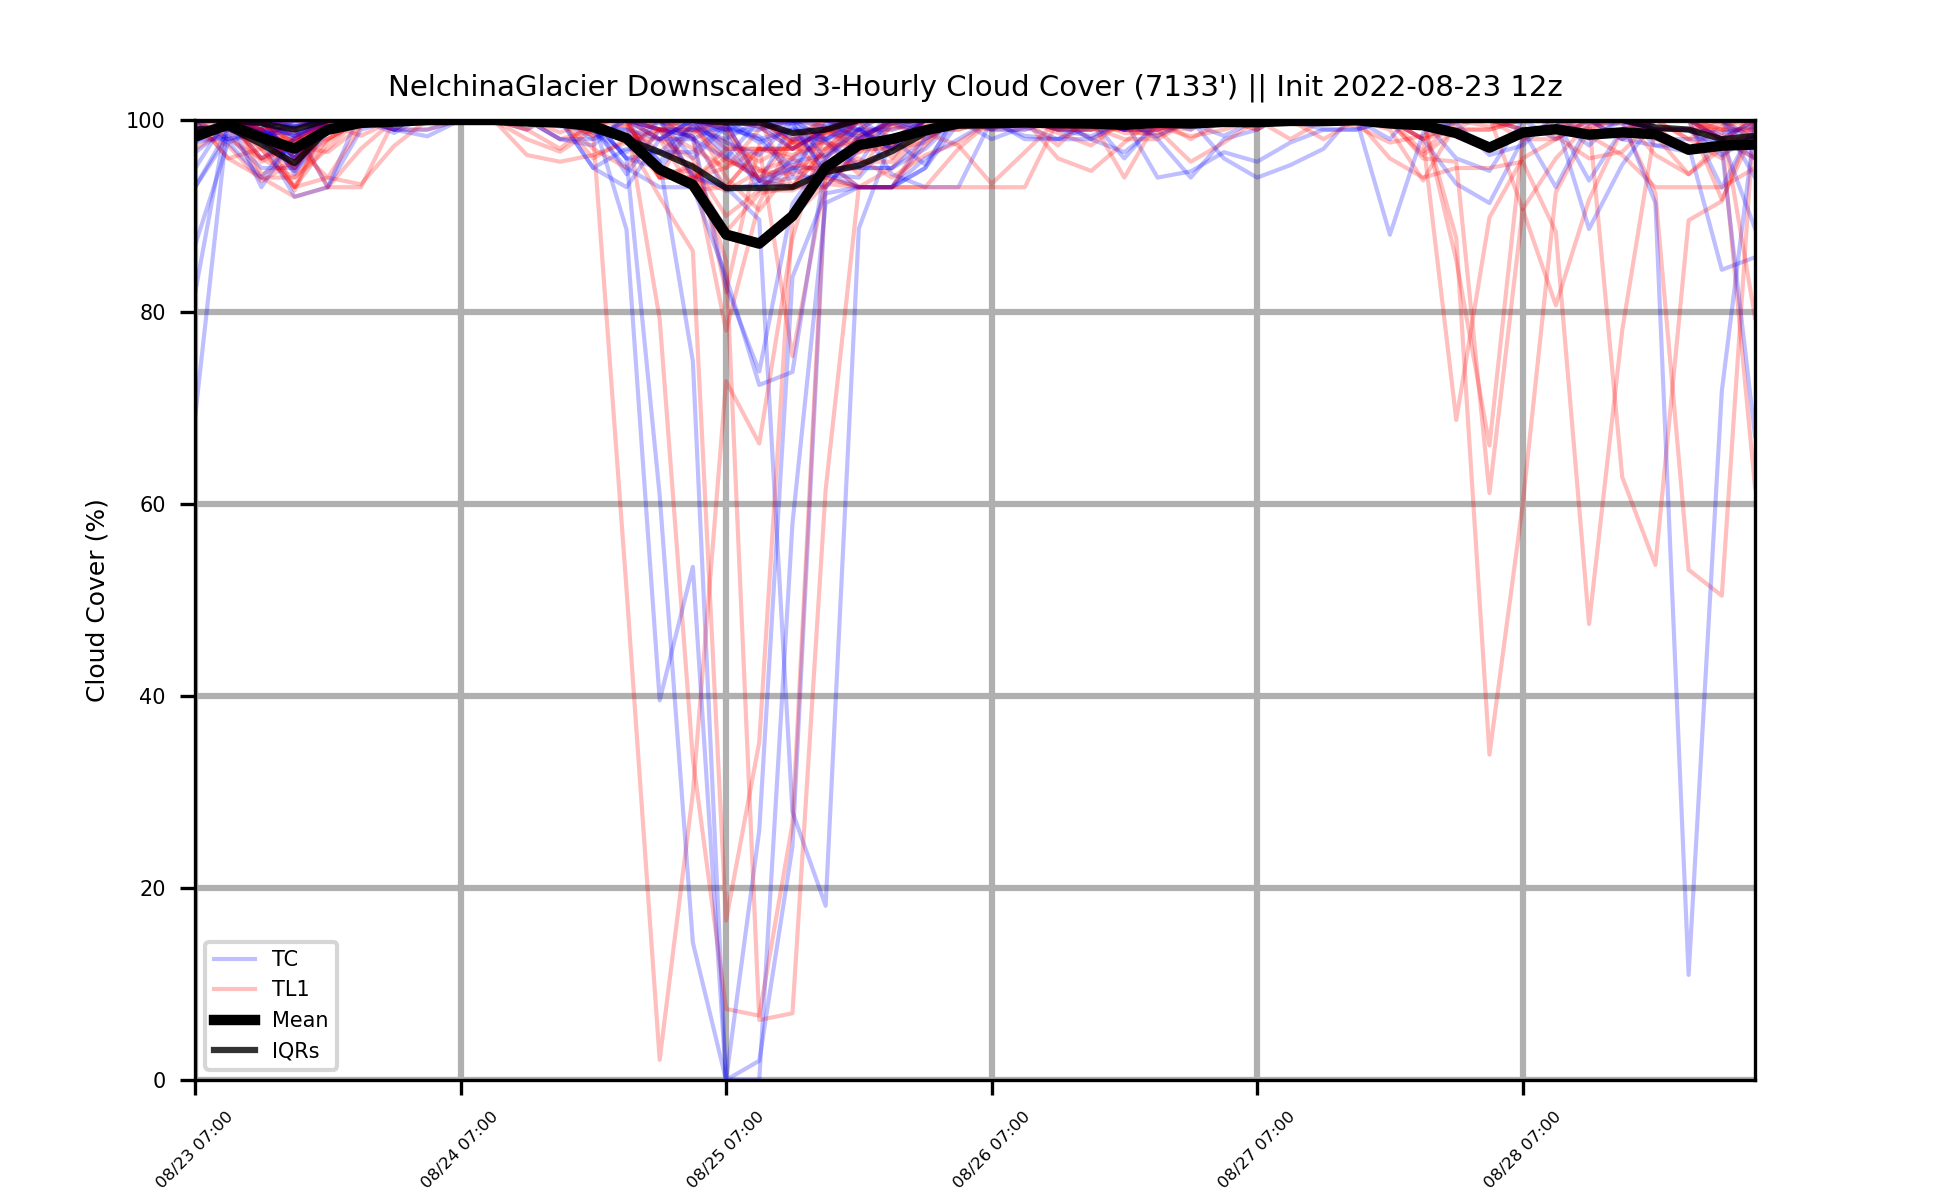 NelchinaGlacier Downscaled 3-Hourly Cloud Cover (7133') || Init 2022-08-23 12z
100
80
60
40
20
0
Cloud Cover (%)
TC
TL1
Mean
IQRs
08/23 07:00
08/24 07:00
08/25 07:00
08/26 07:00
08/27 07:00
08/28 07:00